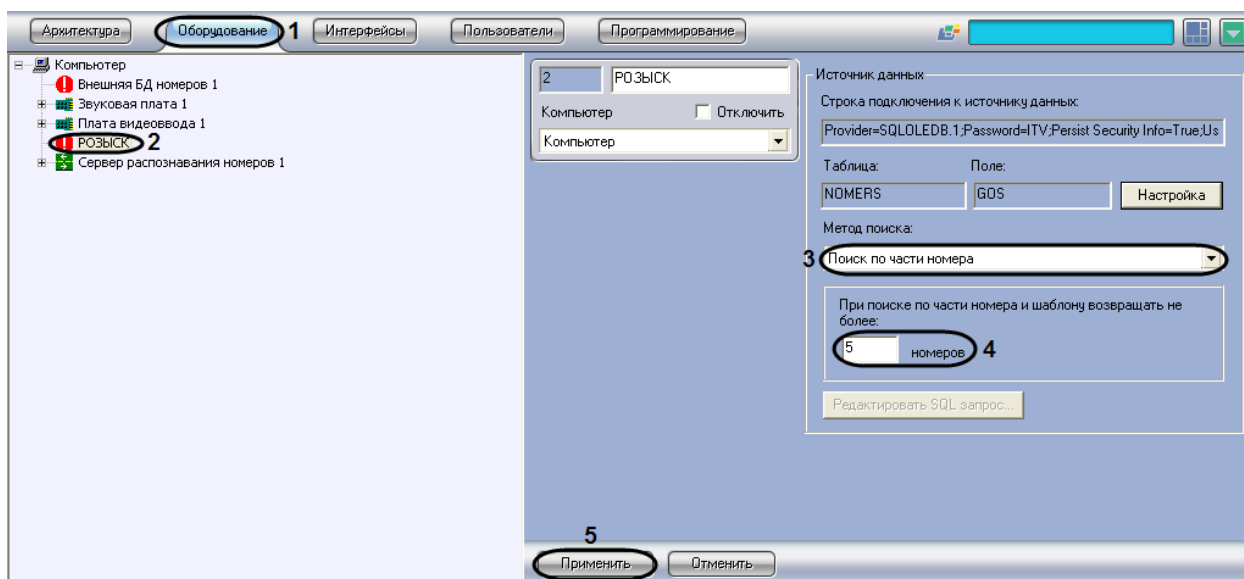 Архитектура Оборудование 1 Интерфейсы Пользователи Программирование
Компьютер
Внешняя БД номеров 1
Звуковая плата 1
Плата видеоввода 1
РОЗЫСК 2
Сервер распознавания номеров 1
2 РОЗЫСК
Компьютер Отключить
Компьютер
Источник данных
Строка подключения к источнику данных:
Provider=SQLOLEDB.1;Password=ITV;Persist Security Info=True;Us
Таблица: Поле:
NOMERS GOS Настройка
Метод поиска:
3 Поиск по части номера
При поиске по части номера и шаблону возвращать не
более:
5 номеров 4
Редактировать SQL запрос...
5
Применить Отменить